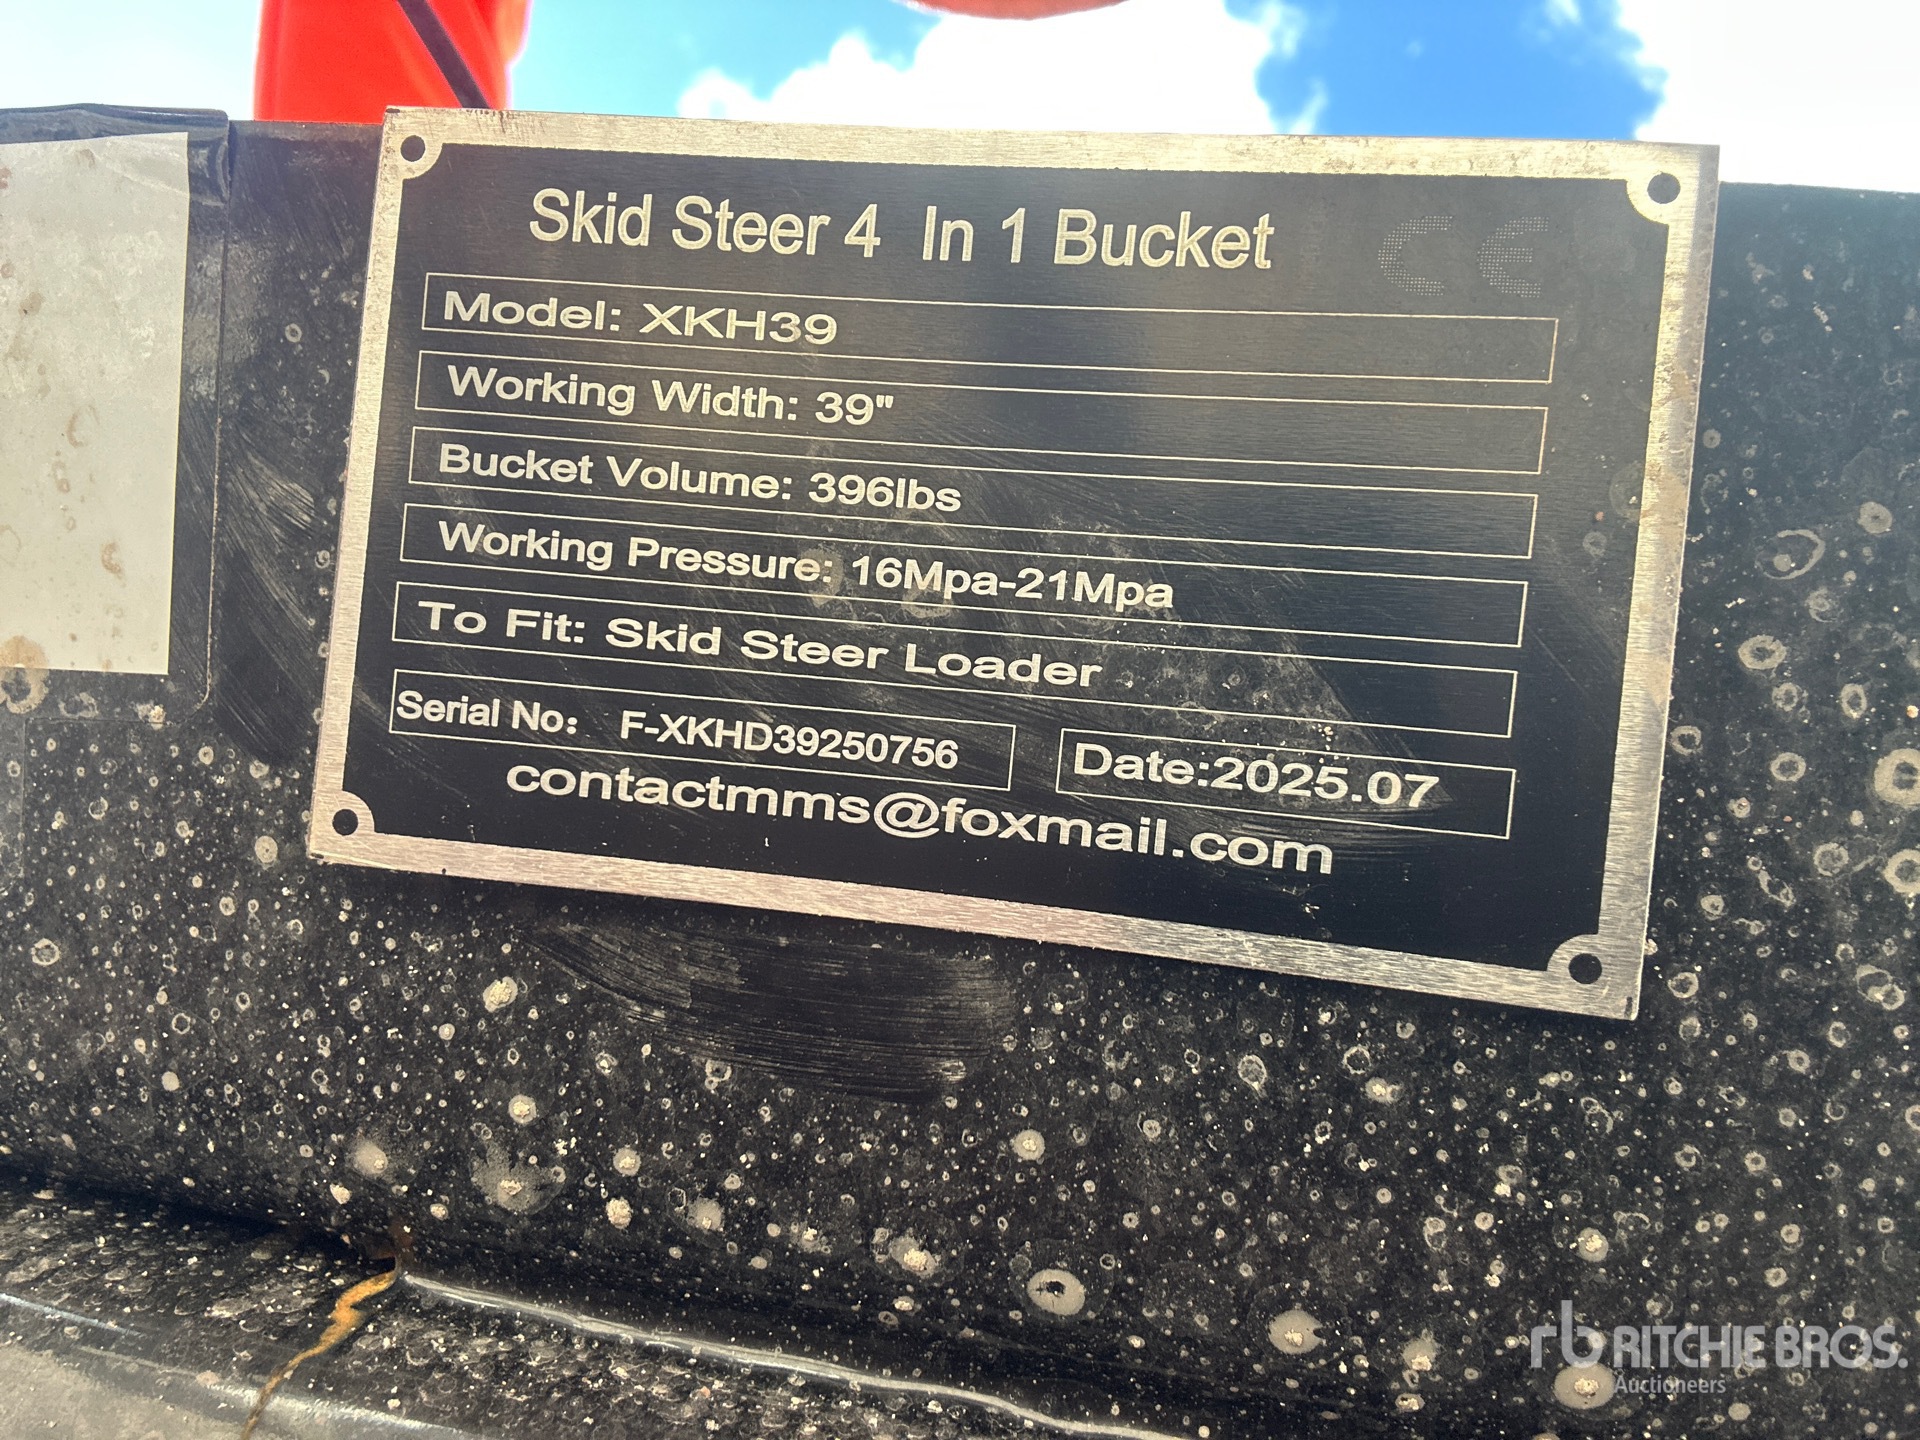 Skid Steer 4 In 1 Bucket
CE
Model: XKH39
Working Width: 39"
Bucket Volume: 396lbs
Working Pressure: 16Mpa-21Mpa
To Fit: Skid Steer Loader
Serial No: F-XKHD39250756
Date:2025.07
contactmms@foxmail.com
rb RITCHIE BROS.
Auctioneers